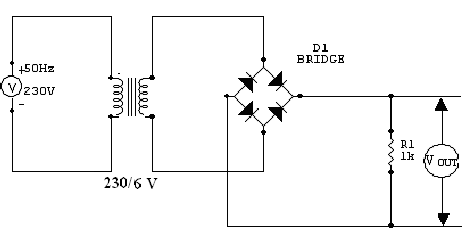 D1
BRIDGE
+50Hz
V
230V
-
R1
1k
V OUT
230/6 V